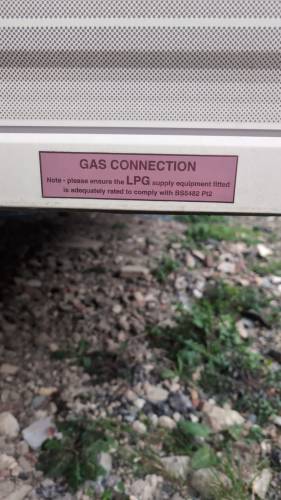 GAS CONNECTION
Note - please ensure the LPG supply equipment fitted
is adequately rated to comply with BS5482 Pt2